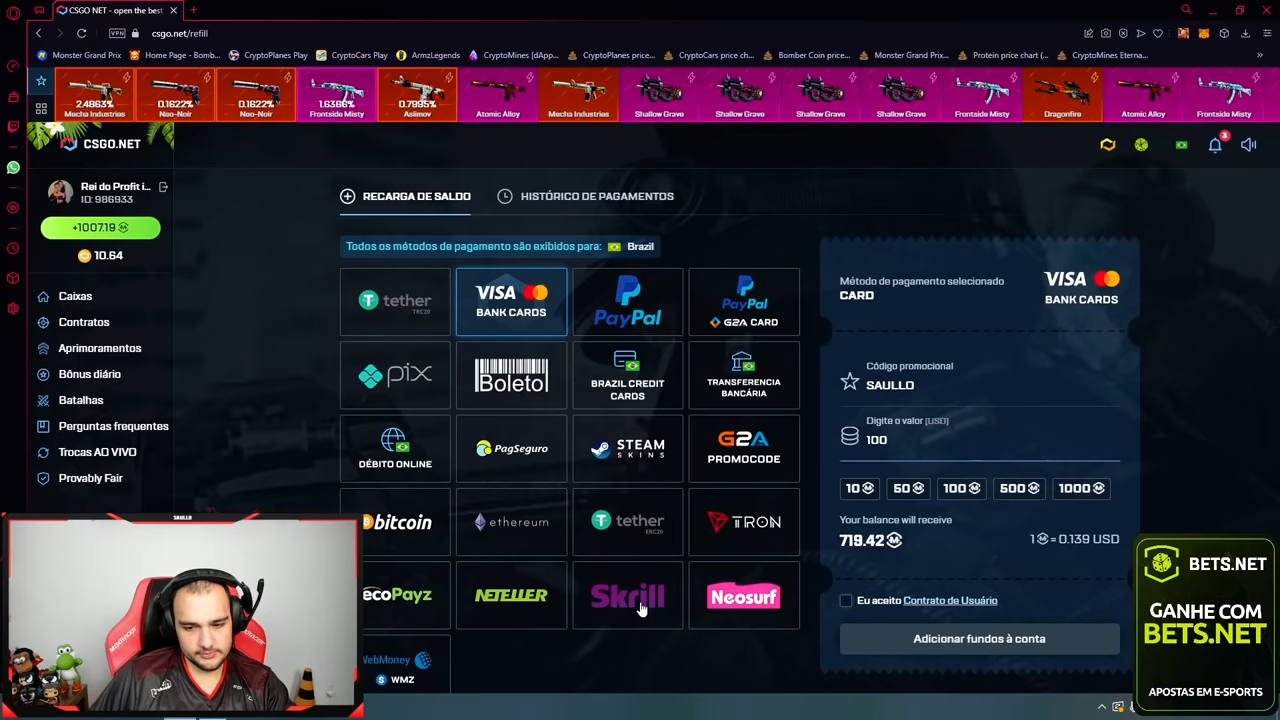 CSGO NET - open the best
VPN
csgo.net/refill
Monster Grand Prix
Home Page - Bomb...
CryptoPlanes Play
CryptoCars Play
ArmzLegends
CryptoMines [dApp...
CryptoPlanes price...
CryptoCars price ch...
Bomber Coin price...
Monster Grand Prix...
Protein price chart (...
CryptoMines Eterna...
2.4863%
0.1622%
0.1622%
1.6366%
0.7995%
Mecha Industries
Neo-Noir
Neo-Noir
Frontside Misty
Asiimov
Atomic Alloy
Mecha Industries
Shallow Grave
Shallow Grave
Shallow Grave
Shallow Grave
Frontside Misty
Dragonfire
Atomic Alloy
Frontside Misty
CSGO.NET
3
Rei do Profit i...
ID: 986933
+1007.19
10.64
Caixas
Contratos
Aprimoramentos
Bônus diário
Batalhas
Perguntas frequentes
Trocas AO VIVO
Provably Fair
RECARGA DE SALDO
HISTÓRICO DE PAGAMENTOS
Todos os métodos de pagamento são exibidos para: Brazil
tether
TRC20
VISA
BANK CARDS
PayPal
PayPal
G2A CARD
pix
Boleto
BRAZIL CREDIT
CARDS
TRANSFERENCIA
BANCÁRIA
DÉBITO ONLINE
PagSeguro
STEAM
SKINS
G2A
PROMOCODE
bitcoin
ethereum
tether
ERC20
TRON
ecoPayz
NETELLER
Skrill
Neosurf
WebMoney
WMZ
Método de pagamento selecionado
CARD
VISA
BANK CARDS
Código promocional
SAULLO
Digite o valor (USD)
100
10
50
100
500
1000
Your balance will receive
719.42
1 = 0.139 USD
Eu aceito Contrato de Usuário
Adicionar fundos à conta
SAULLO
MAXRACER
BETS.NET
GANHE COM
BETS.NET
APOSTAS EM E-SPORTS